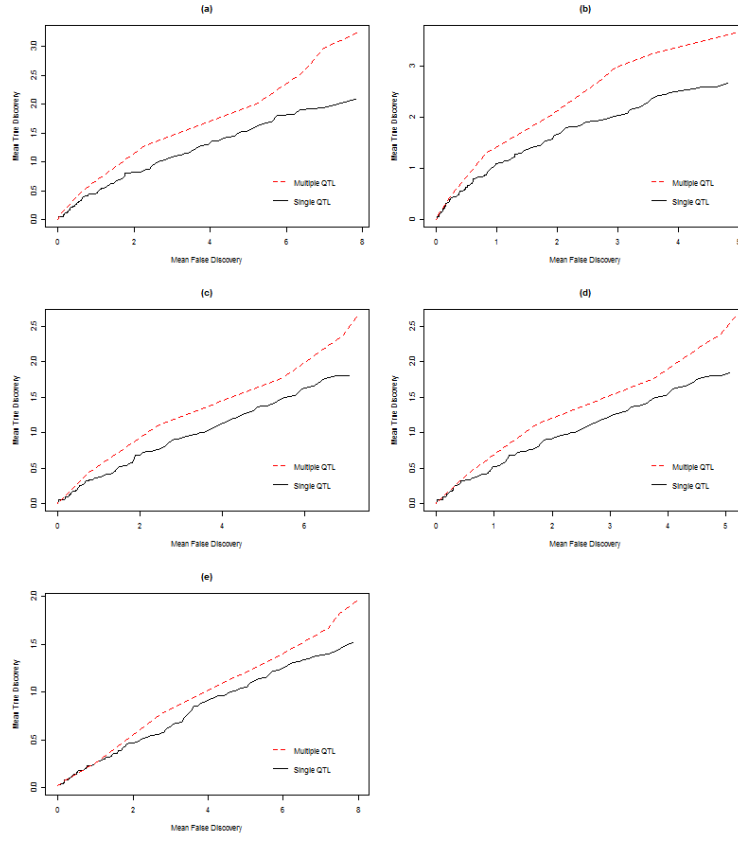 (a)
Mean True Discovery
3.0
2.5
2.0
1.5
1.0
0.5
0.0
Multiple QTL
Single QTL
0 2 4 6 8
Mean False Discovery
(b)
Mean True Discovery
3
2
1
0
Multiple QTL
Single QTL
0 1 2 3 4 5
Mean False Discovery
(c)
Mean True Discovery
2.5
2.0
1.5
1.0
0.5
0.0
Multiple QTL
Single QTL
0 2 4 6
Mean False Discovery
(d)
Mean True Discovery
2.5
2.0
1.5
1.0
0.5
0.0
Multiple QTL
Single QTL
0 1 2 3 4 5
Mean False Discovery
(e)
Mean True Discovery
2.0
1.5
1.0
0.5
0.0
Multiple QTL
Single QTL
0 2 4 6 8
Mean False Discovery